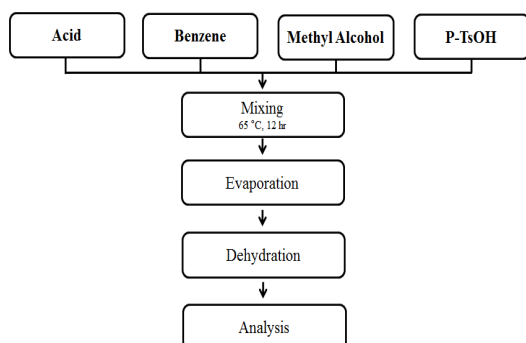 Acid
Benzene
Methyl Alcohol
P-TsOH
Mixing
65 °C, 12 hr
Evaporation
Dehydration
Analysis